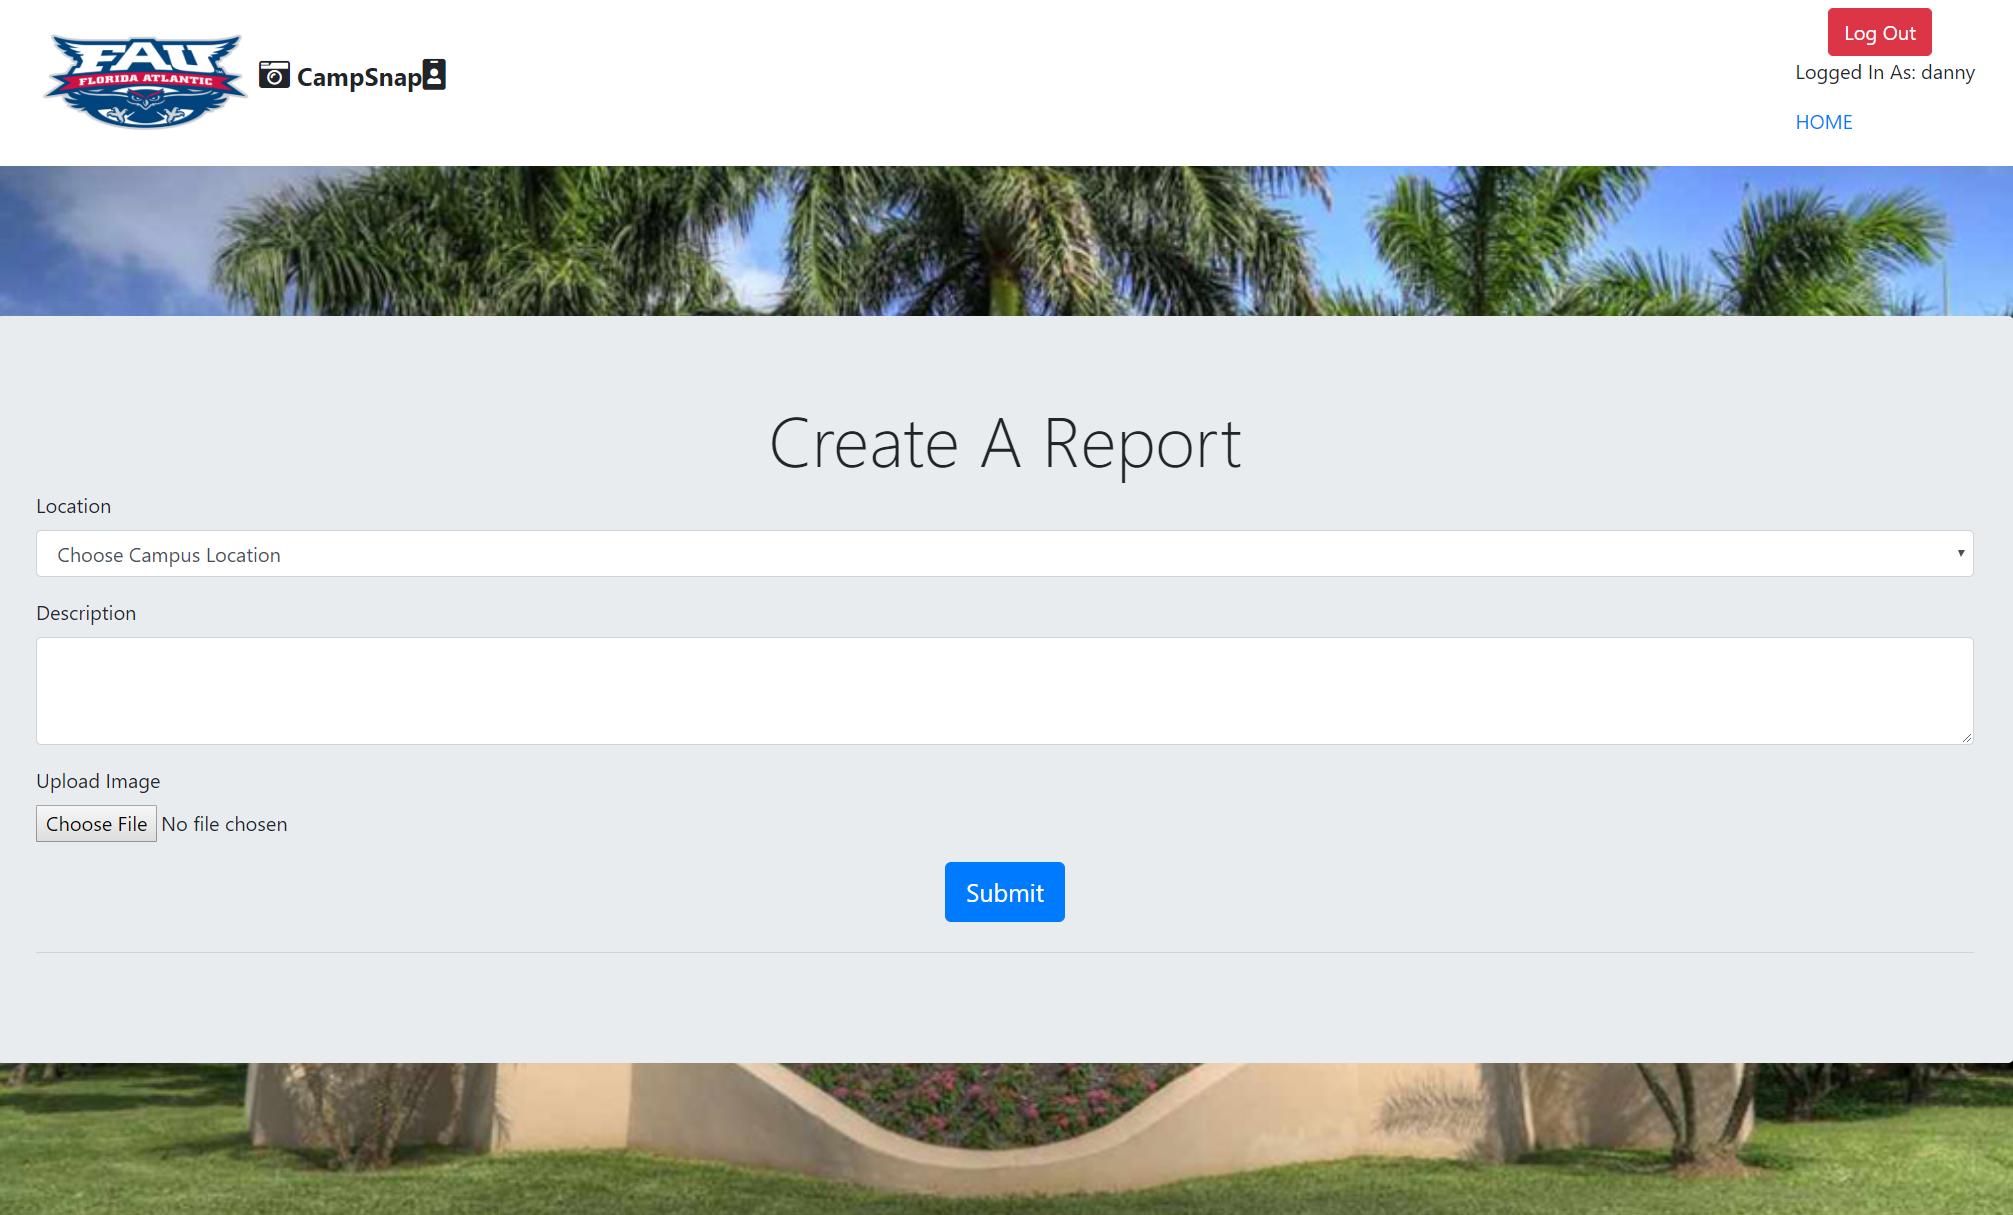 FAU
FLORIDA ATLANTIC
CampSnap
Log Out
Logged In As: danny
HOME
Create A Report
Location
Choose Campus Location
Description
Upload Image
Choose File No file chosen
Submit